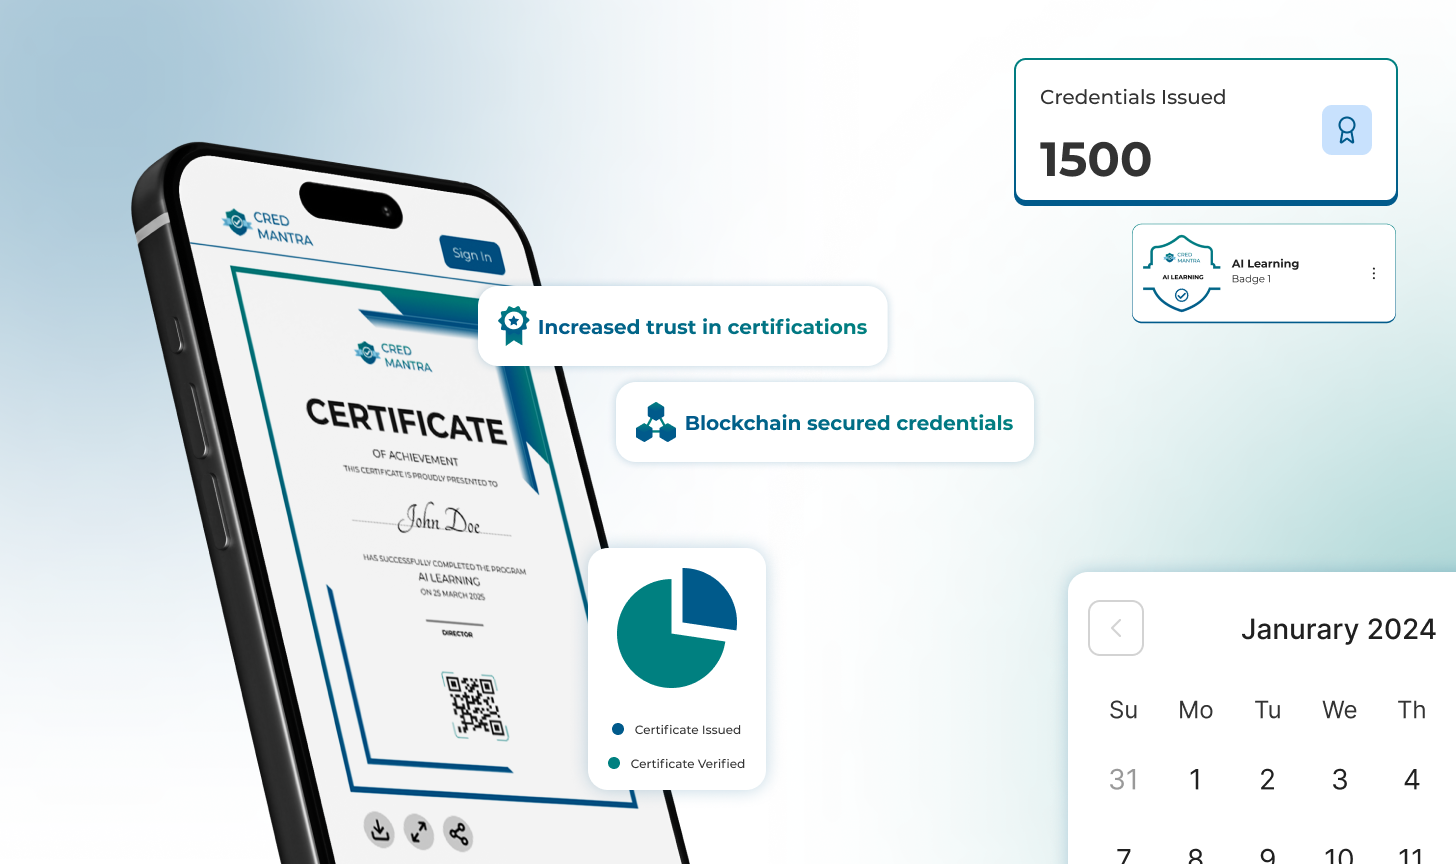 CRED
MANTRA
Sign In
CRED
MANTRA
CERTIFICATE
OF ACHIEVEMENT
THIS CERTIFICATE IS PROUDLY PRESENTED TO
John Doe
HAS SUCCESSFULLY COMPLETED THE PROGRAM
AI LEARNING
ON 25 MARCH 2025
DIRECTOR
Increased trust in certifications
Blockchain secured credentials
Certificate Issued
Certificate Verified
Credentials Issued
1500
CRED
MANTRA
AI LEARNING
AI Learning
Badge 1
Janurary 2024
Su Mo Tu We Th
31 1 2 3 4
7 8 9 10 11